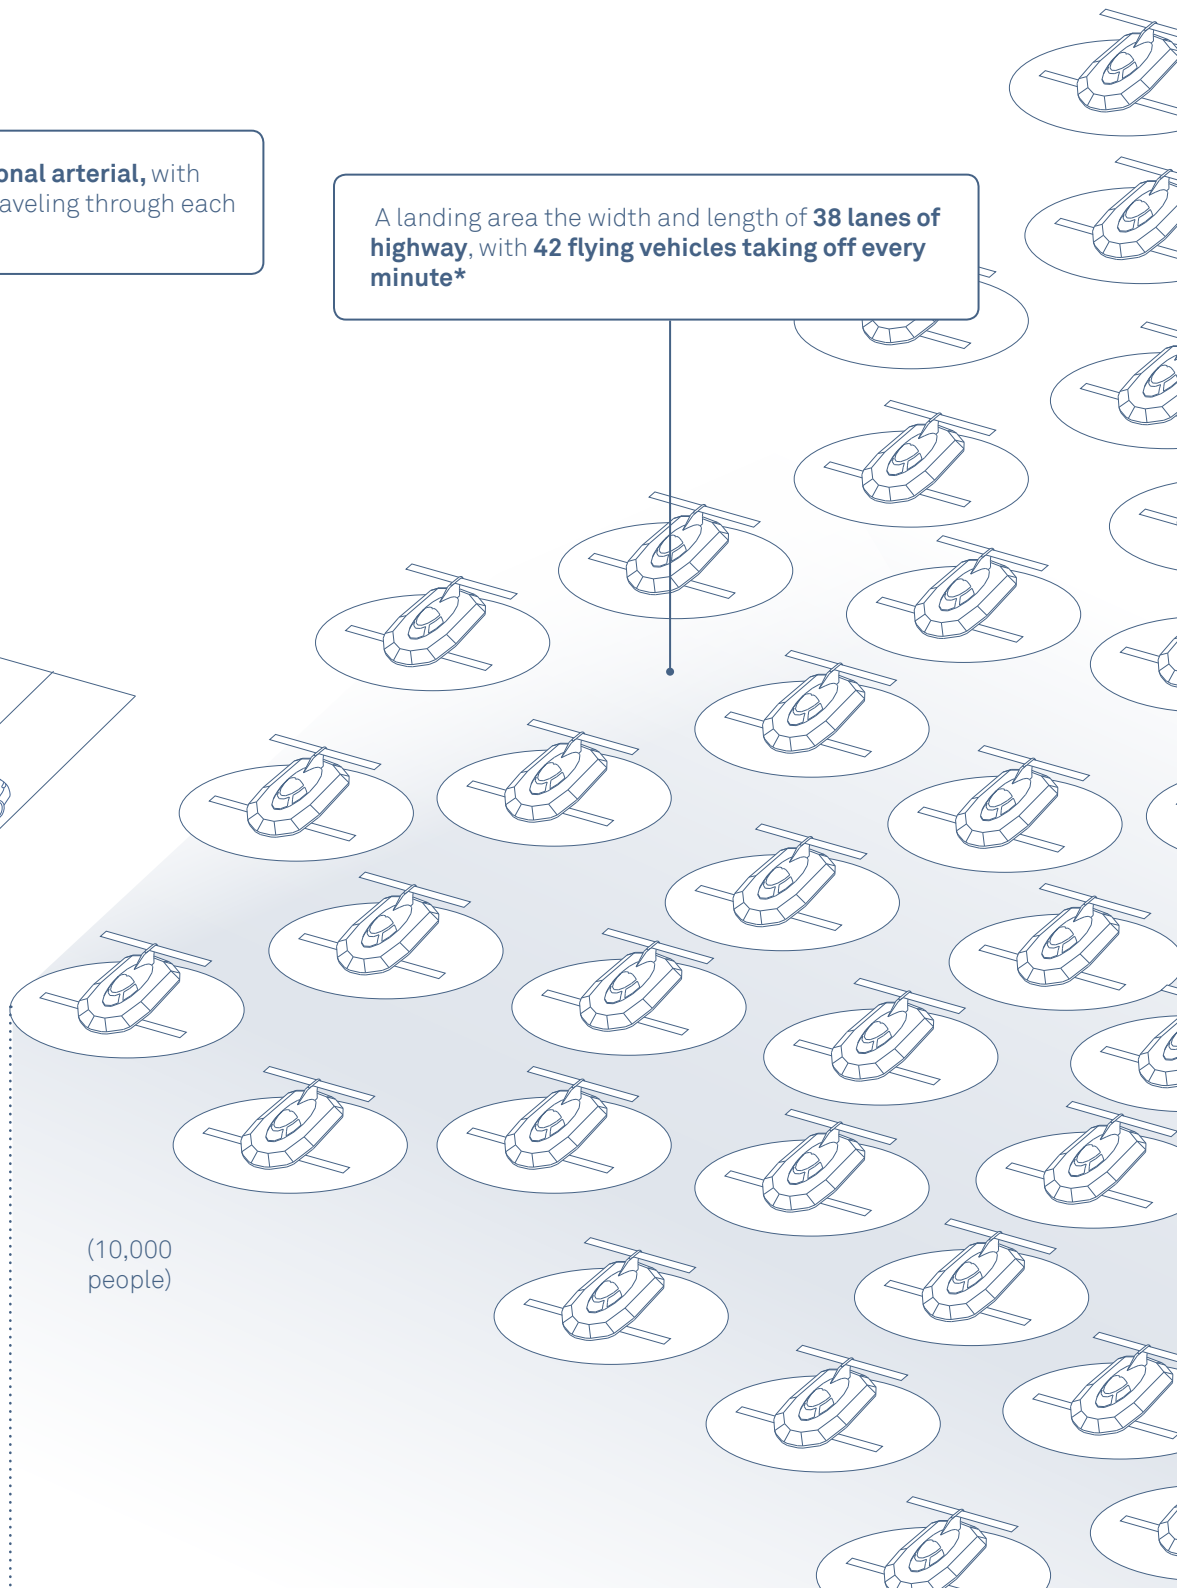 onal arterial, with
aveling through each
A landing area the width and length of 38 lanes of
highway, with 42 flying vehicles taking off every
minute*
(10,000
people)